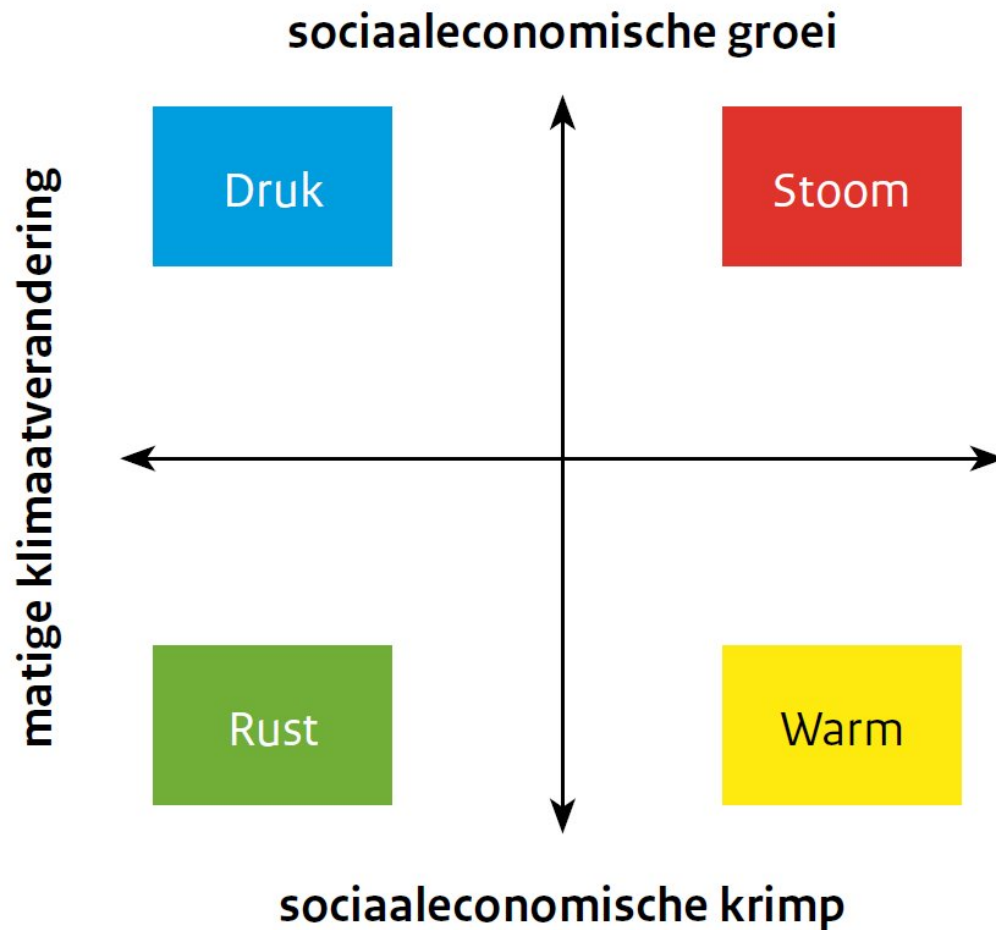 sociaaleconomische groei
Druk
Stoom
matige klimaatverandering
Rust
Warm
sociaaleconomische krimp